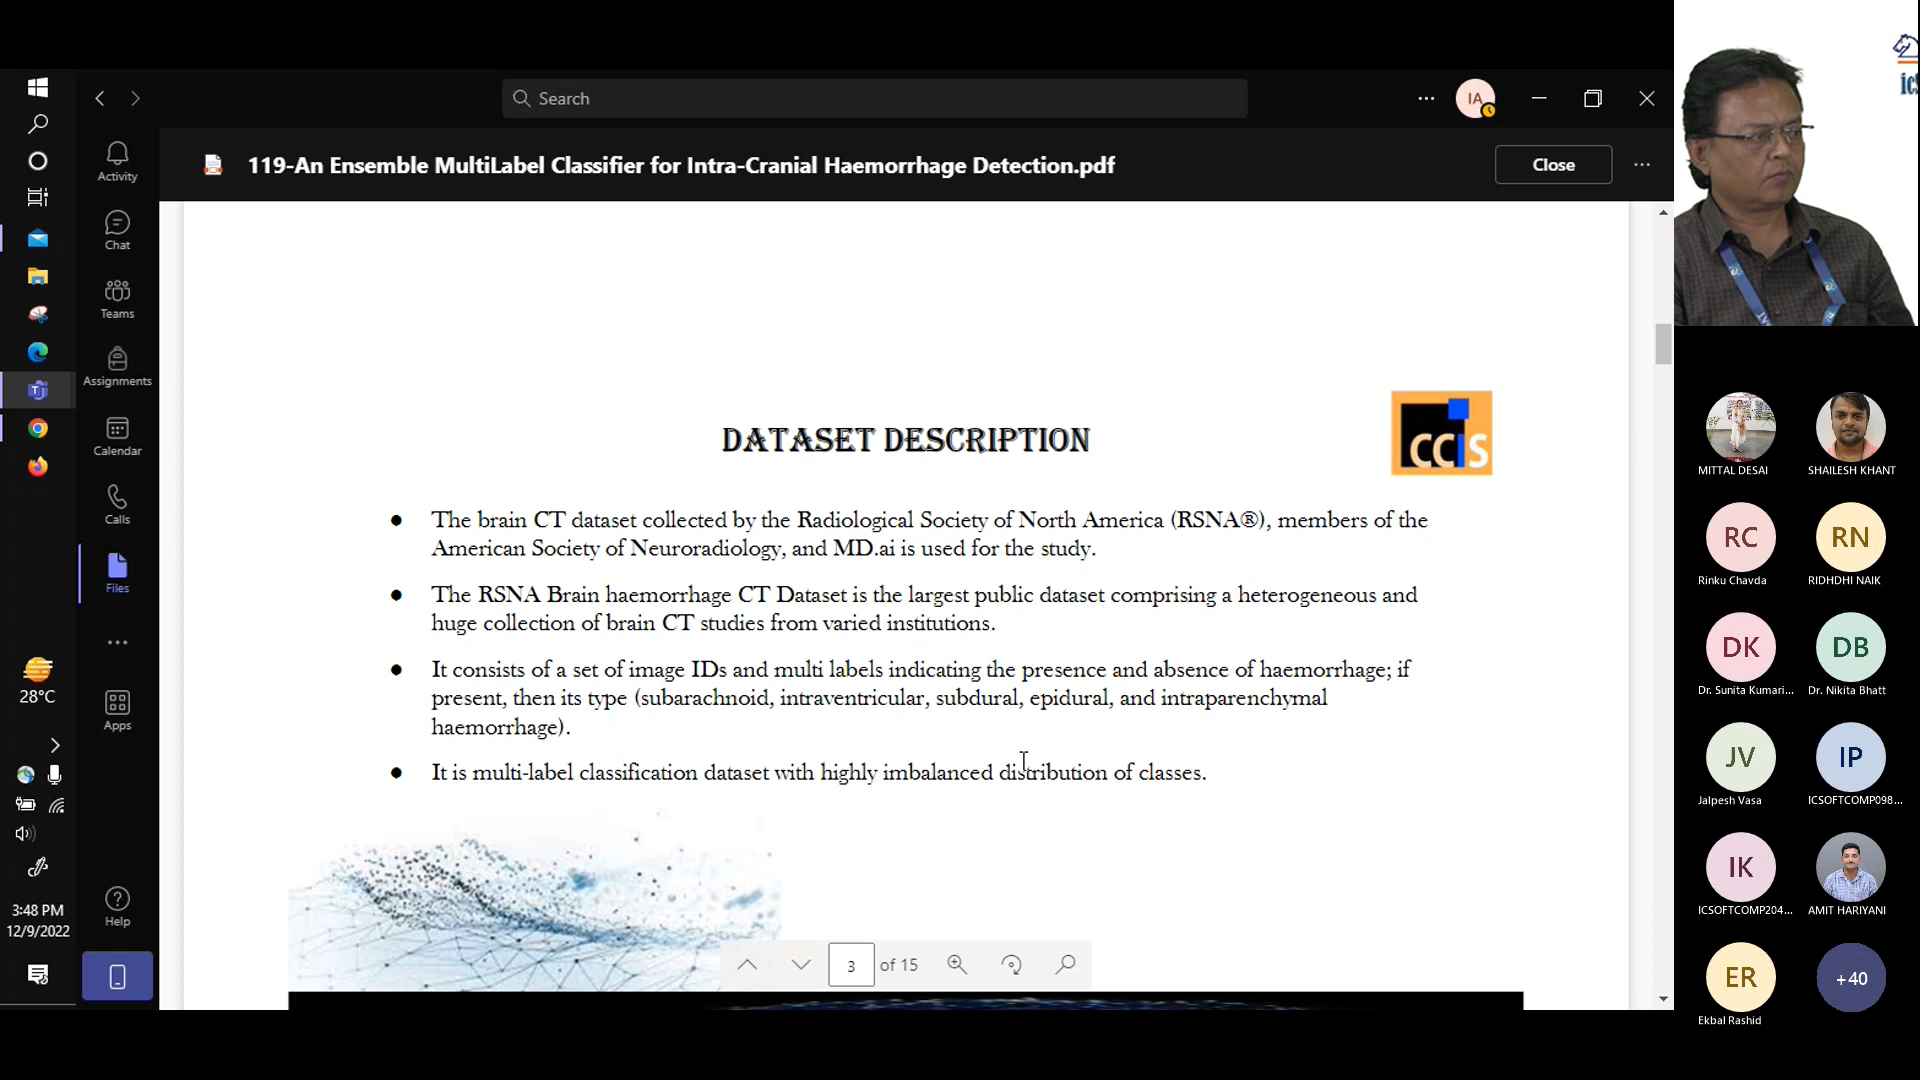 Search
IA
119-An Ensemble MultiLabel Classifier for Intra-Cranial Haemorrhage Detection.pdf
Close
Activity
Chat
Teams
Assignments
Calendar
Calls
Files
Apps
Help
28°C
3:48 PM
12/9/2022
DATASET DESCRIPTION
CCIS
● The brain CT dataset collected by the Radiological Society of North America (RSNA®), members of the
American Society of Neuroradiology, and MD.ai is used for the study.
● The RSNA Brain haemorrhage CT Dataset is the largest public dataset comprising a heterogeneous and
huge collection of brain CT studies from varied institutions.
● It consists of a set of image IDs and multi labels indicating the presence and absence of haemorrhage; if
present, then its type (subarachnoid, intraventricular, subdural, epidural, and intraparenchymal
haemorrhage).
● It is multi-label classification dataset with highly imbalanced distribution of classes.
3 of 15
MITTAL DESAI
SHAILESH KHANT
RC
Rinku Chavda
RN
RIDHDHI NAIK
DK
Dr. Sunita Kumari...
DB
Dr. Nikita Bhatt
JV
Jalpesh Vasa
IP
ICSOFTCOMP098...
IK
ICSOFTCOMP204...
AMIT HARIYANI
ER
Ekbal Rashid
+40